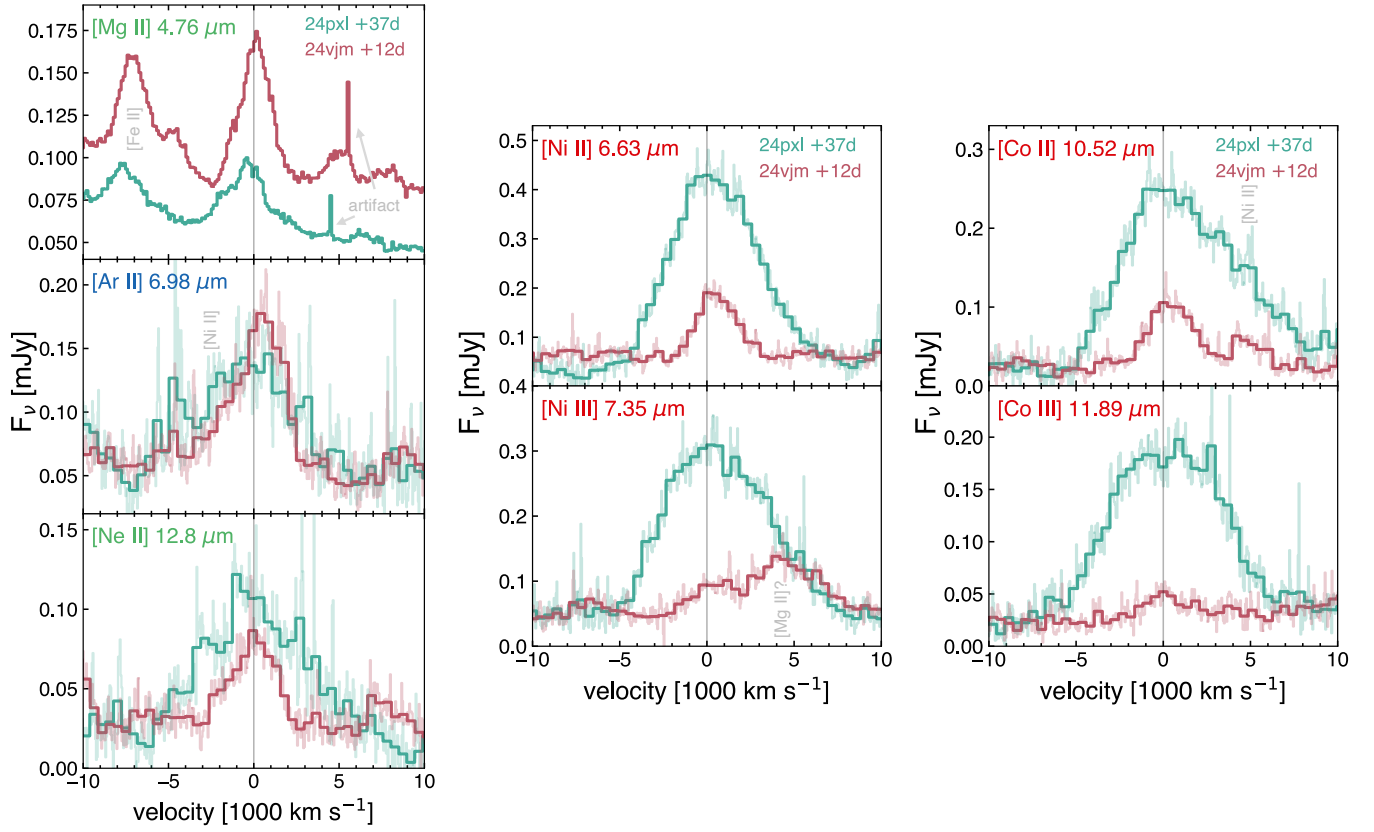 [Mg II] 4.76 μm
24pxl +37d
24vjm +12d
[Fe II]
artifact
0.175
0.150
0.125
0.100
0.075
0.050
[Ar II] 6.98 μm
[Ni II]
0.20
0.15
0.10
0.05
Fν [mJy]
[Ne II] 12.8 μm
0.15
0.10
0.05
0.00
−10 −5 0 5 10
velocity [1000 km s−1]
[Ni II] 6.63 μm
24pxl +37d
24vjm +12d
0.5
0.4
0.3
0.2
0.1
0.4
Fν [mJy]
[Ni III] 7.35 μm
[Mg II]?
0.3
0.2
0.1
0.0
−10 −5 0 5 10
velocity [1000 km s−1]
[Co II] 10.52 μm
24pxl +37d
24vjm +12d
[Ni II]
0.3
0.2
0.1
0.0
Fν [mJy]
[Co III] 11.89 μm
0.20
0.15
0.10
0.05
0.00
−10 −5 0 5 10
velocity [1000 km s−1]